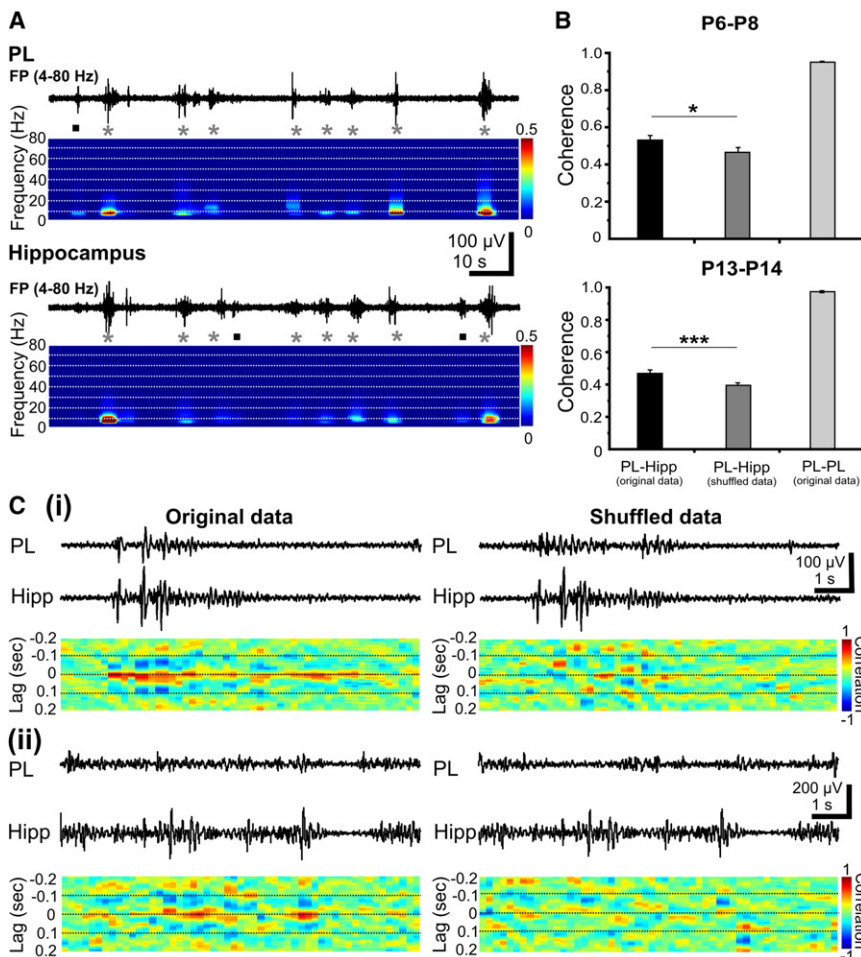 A
PL
FP (4-80 Hz)
■ * * * * * * * *
Frequency (Hz)
80
60
40
20
0
0.5
0
Hippocampus
100 µV
10 s
FP (4-80 Hz)
* * * ■ * * * * ■ *
Frequency (Hz)
80
60
40
20
0
0.5
0
B
P6-P8
Coherence
1.0
0.8
0.6
0.4
0.2
0
*
P13-P14
Coherence
1.0
0.8
0.6
0.4
0.2
0
***
PL-Hipp PL-Hipp PL-PL
(original data) (shuffled data) (original data)
C (i)
Original data
Shuffled data
PL
Hipp
PL
Hipp
100 µV
1 s
Lag (sec)
-0.2
-0.1
0
0.1
0.2
Lag (sec)
-0.2
-0.1
0
0.1
0.2
1
-1
(ii)
PL
Hipp
PL
Hipp
200 µV
1 s
Lag (sec)
-0.2
-0.1
0
0.1
0.2
Lag (sec)
-0.2
-0.1
0
0.1
0.2
1
-1